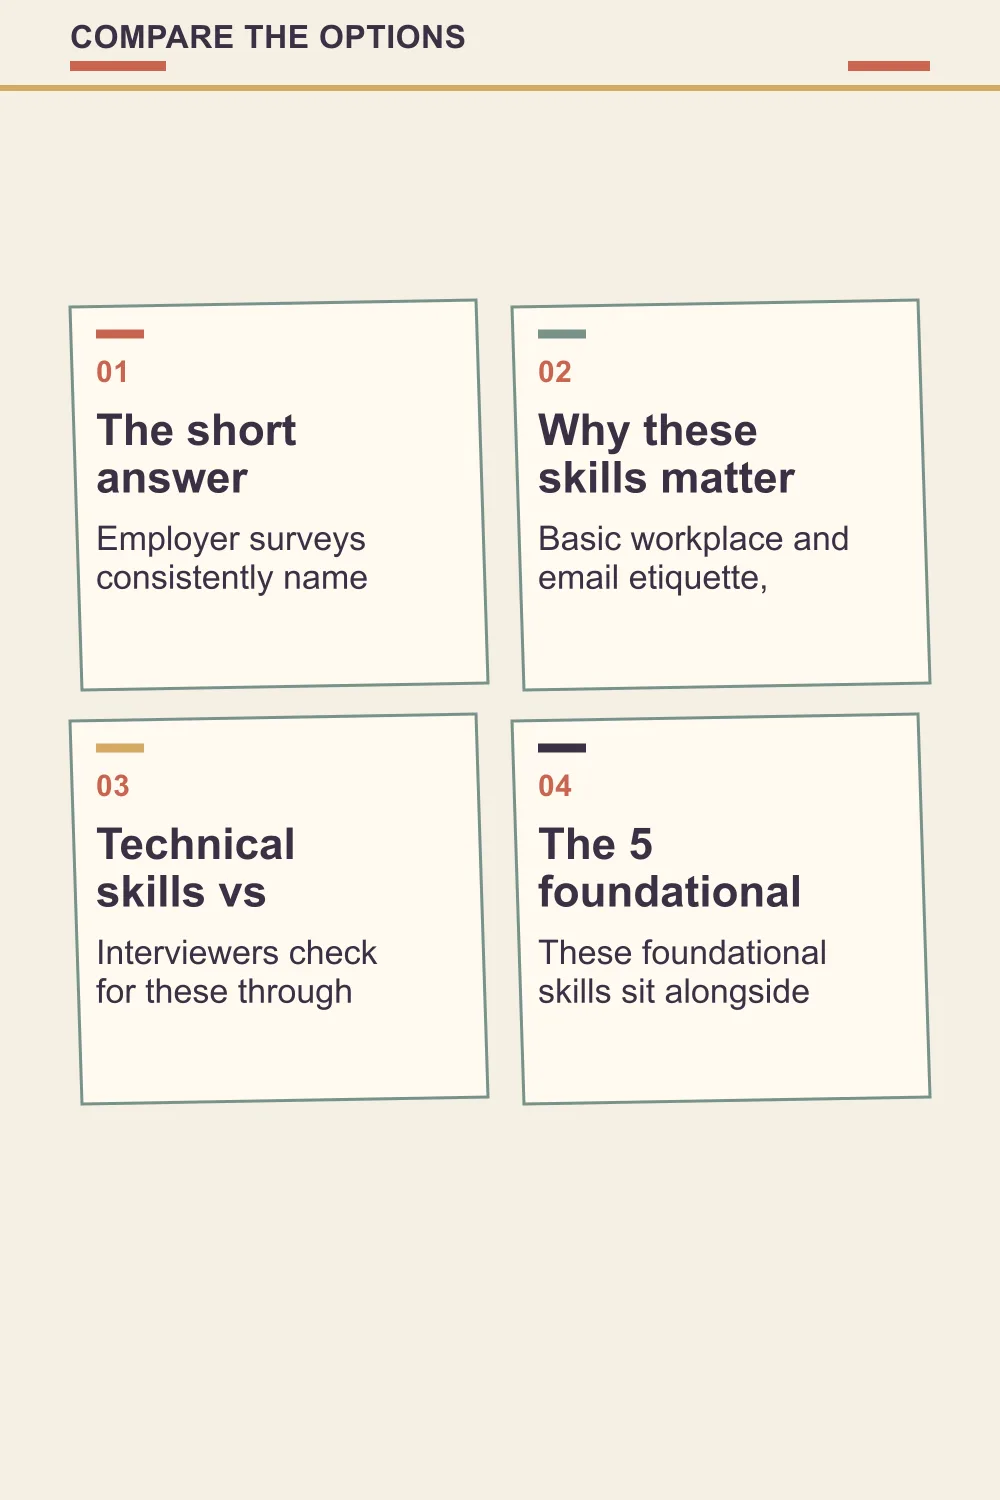 COMPARE THE OPTIONS
01
The short
answer
Employer surveys
consistently name
02
Why these
skills matter
Basic workplace and
email etiquette,
03
Technical
skills vs
Interviewers check
for these through
04
The 5
foundational
These foundational
skills sit alongside